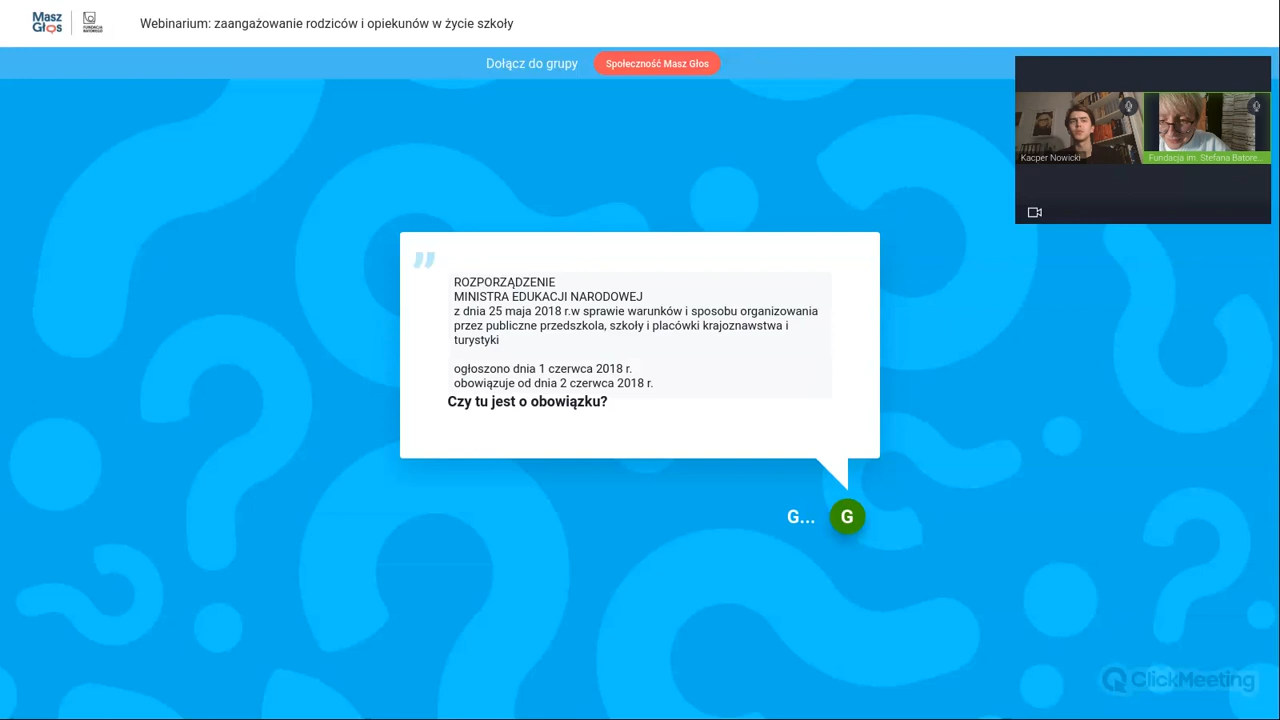 Masz
Głos
FUNDACJA
BATOREGO
Webinarium: zaangażowanie rodziców i opiekunów w życie szkoły
Dołącz do grupy
Społeczność Masz Głos
Kacper Nowicki
Fundacja im. Stefana Batore...
ROZPORZĄDZENIE
MINISTRA EDUKACJI NARODOWEJ
z dnia 25 maja 2018 r.w sprawie warunków i sposobu organizowania
przez publiczne przedszkola, szkoły i placówki krajoznawstwa i
turystyki
ogłoszono dnia 1 czerwca 2018 r.
obowiązuje od dnia 2 czerwca 2018 r.
Czy tu jest o obowiązku?
G...
G
ClickMeeting